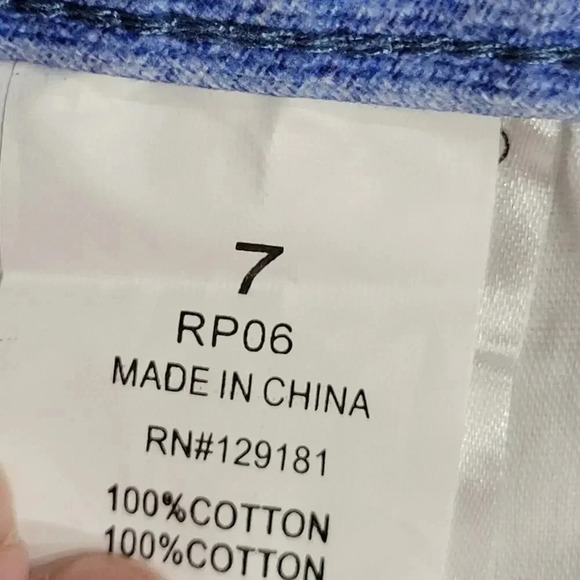 7
RP06
MADE IN CHINA
RN#129181
100%COTTON
100%COTTON